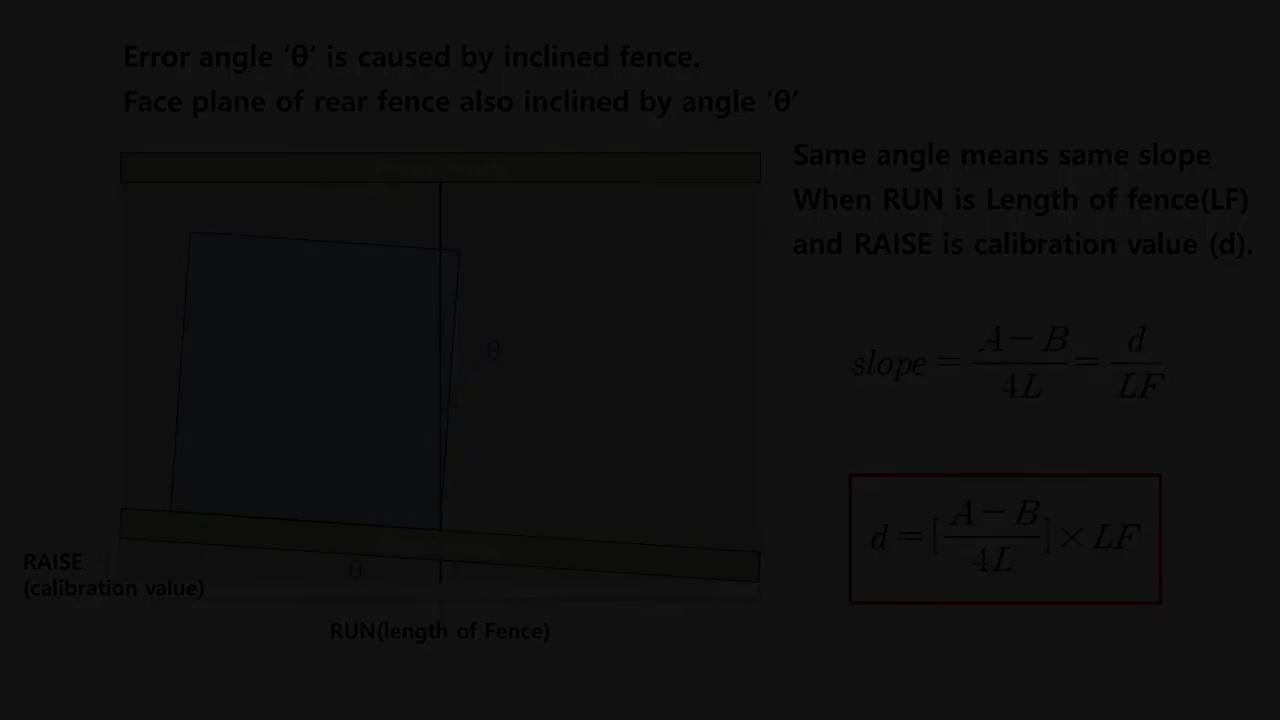 Error angle ‘θ’ is caused by inclined fence.
Face plane of rear fence also inclined by angle ‘θ’
Same angle means same slope
When RUN is Length of fence(LF)
and RAISE is calibration value (d).
θ
slope = (A − B)/4L = d/LF
d = [(A − B)/4L] × LF
θ
RAISE
(calibration value)
RUN(length of Fence)